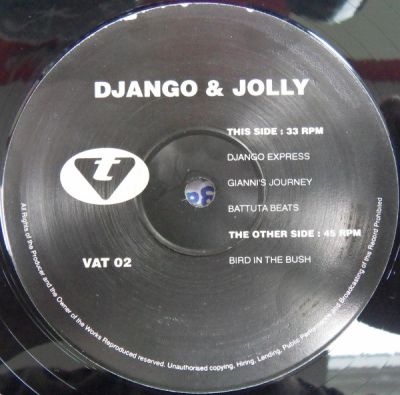 DJANGO & JOLLY
THIS SIDE : 33 RPM
DJANGO EXPRESS
GIANNI'S JOURNEY
BATTUTA BEATS
THE OTHER SIDE : 45 RPM
BIRD IN THE BUSH
t
VAT 02
All Rights of the Producer and the Owner of the Works Reproduced reserved. Unauthorised copying, Hiring, Lending, Public Performance and Broadcasting of the Record Prohibited